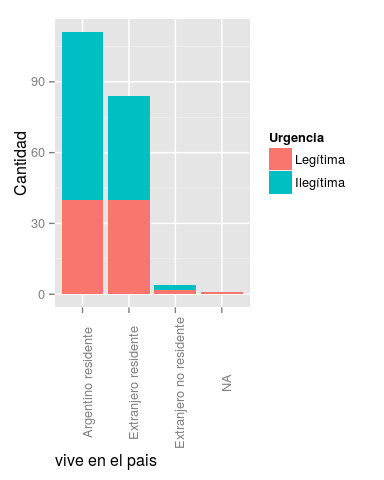 Cantidad
90
60
30
0
Urgencia
Legítima
Ilegítima
Argentino residente
Extranjero residente
Extranjero no residente
NA
vive en el pais